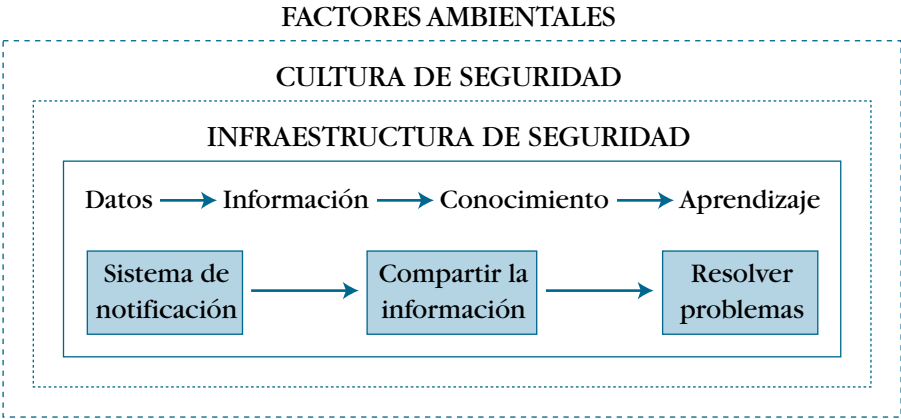 FACTORES AMBIENTALES
CULTURA DE SEGURIDAD
INFRAESTRUCTURA DE SEGURIDAD
Datos Información Conocimiento Aprendizaje
Sistema de
notificación
Compartir la
información
Resolver
problemas